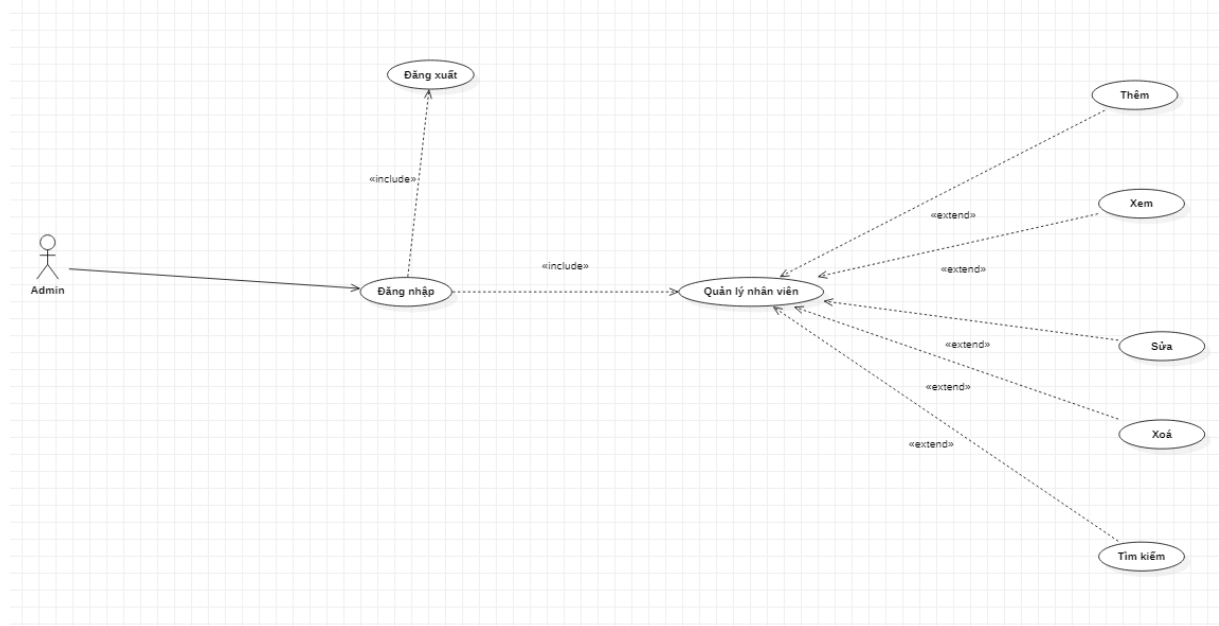 Đăng xuất
Thêm
«include»
Xem
«extend»
Admin
«include»
«extend»
Đăng nhập
Quản lý nhân viên
«extend»
Sửa
«extend»
Xoá
«extend»
Tìm kiếm